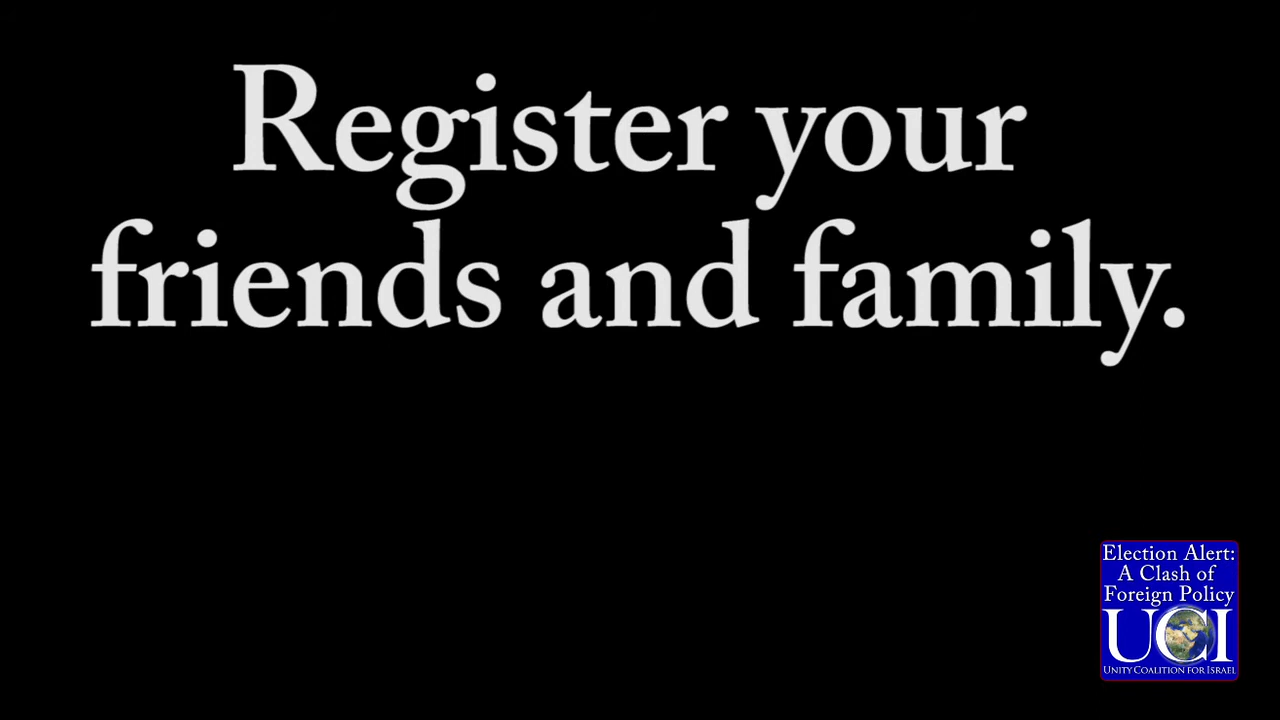 Register your
friends and family.
Election Alert:
A Clash of
Foreign Policy
UCI
UNITY COALITION FOR ISRAEL